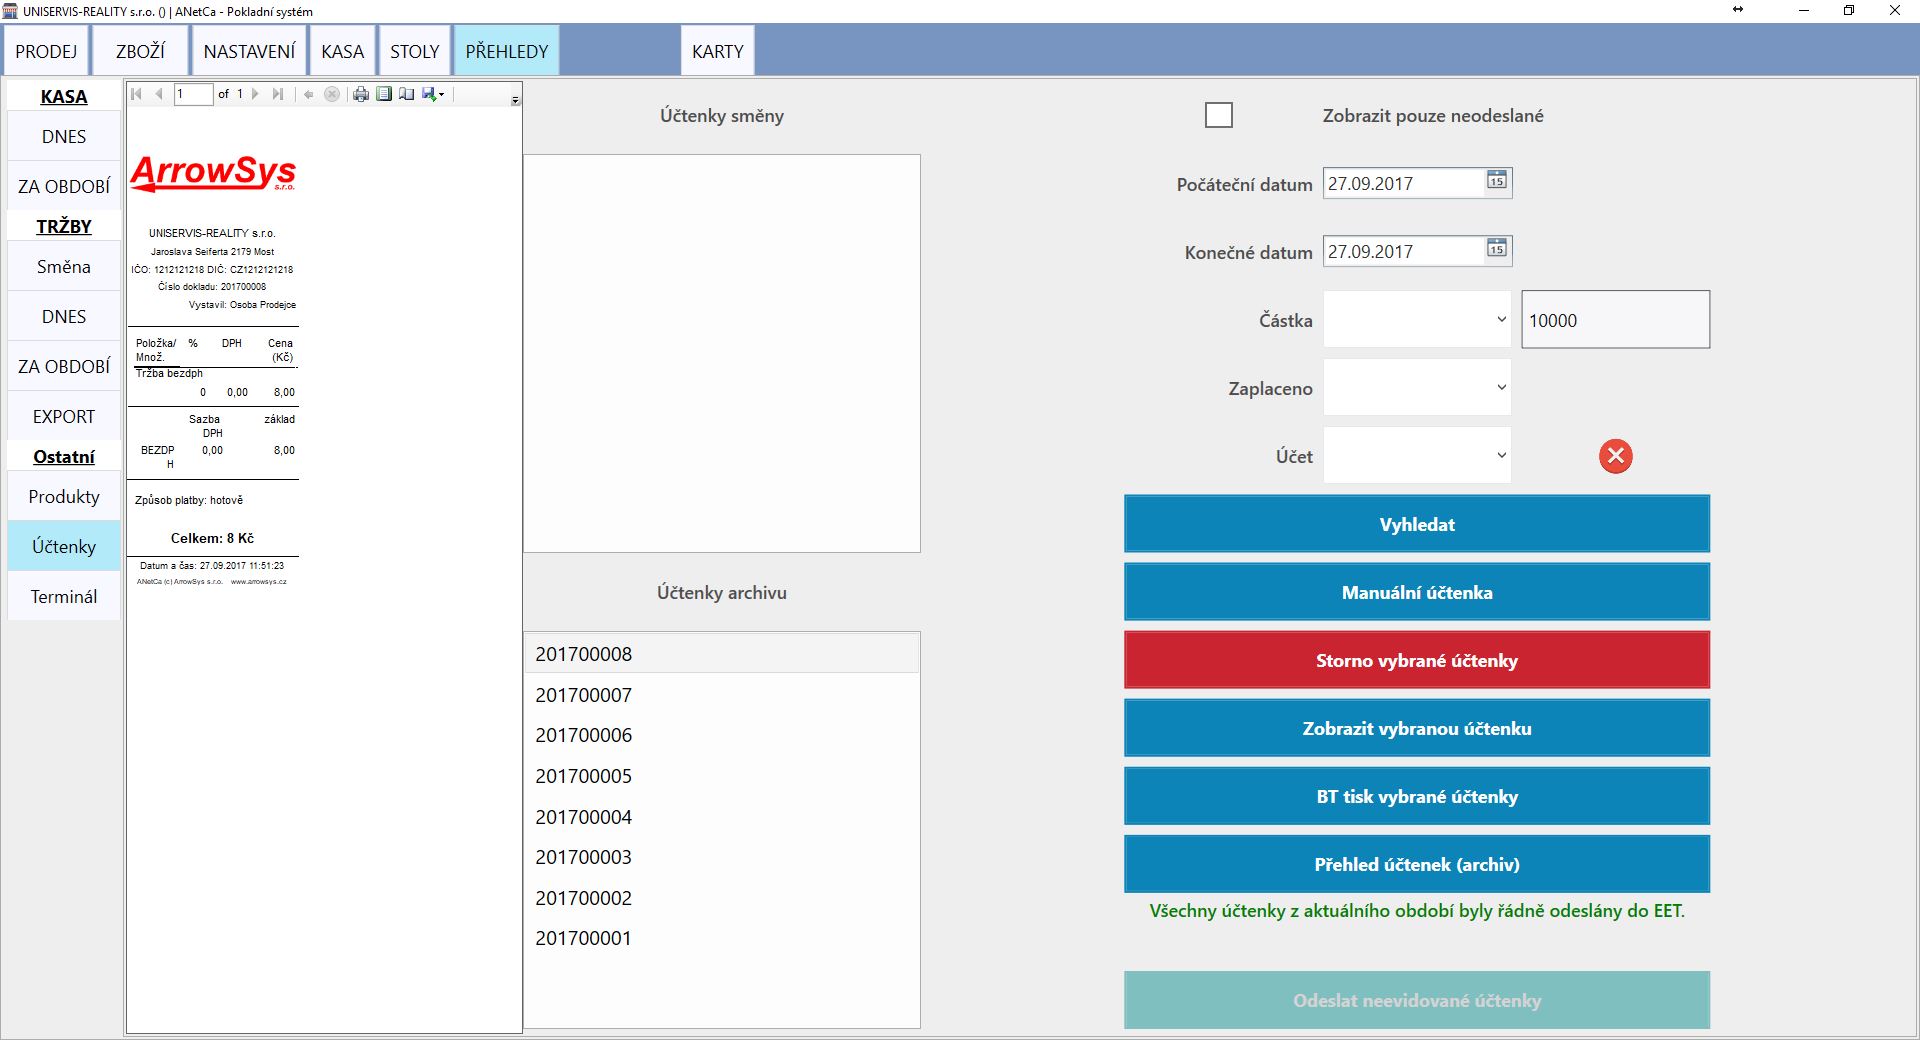 UNISERVIS-REALITY s.r.o. () | ANetCa - Pokladní systém
PRODEJ
ZBOŽÍ
NASTAVENÍ
KASA
STOLY
PŘEHLEDY
KARTY
KASA
DNES
ZA OBDOBÍ
TRŽBY
Směna
DNES
ZA OBDOBÍ
EXPORT
Ostatní
Produkty
Účtenky
Terminál
1 of 1
ArrowSys
s.r.o.
UNISERVIS-REALITY s.r.o.
Jaroslava Seiferta 2179 Most
IČO: 1212121218 DIČ: CZ1212121218
Číslo dokladu: 201700008
Vystavil: Osoba Prodejce
Položka/ % DPH Cena
Množ. (Kč)
Tržba bezdph
0 0,00 8,00
Sazba základ
DPH
BEZDP 0,00 8,00
H
Způsob platby: hotově
Celkem: 8 Kč
Datum a čas: 27.09.2017 11:51:23
ANetCa (c) ArrowSys s.r.o. www.arrowsys.cz
Účtenky směny
Účtenky archivu
201700008
201700007
201700006
201700005
201700004
201700003
201700002
201700001
Zobrazit pouze neodeslané
Počáteční datum 27.09.2017 15
Konečné datum 27.09.2017 15
Částka 10000
Zaplaceno
Účet
Vyhledat
Manuální účtenka
Storno vybrané účtenky
Zobrazit vybranou účtenku
BT tisk vybrané účtenky
Přehled účtenek (archiv)
Všechny účtenky z aktuálního období byly řádně odeslány do EET.
Odeslat neevidované účtenky